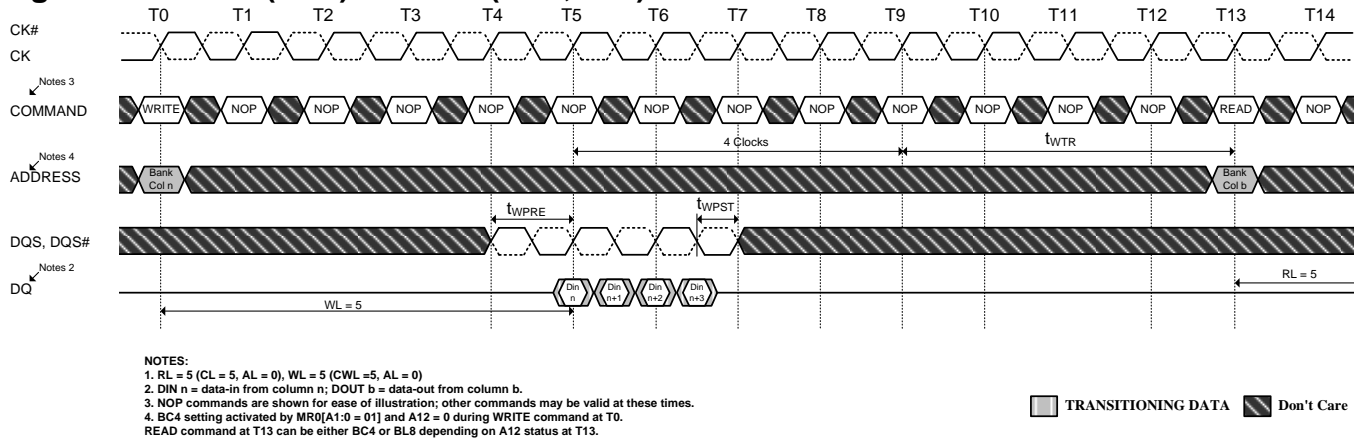 T0 T1 T2 T3 T4 T5 T6 T7 T8 T9 T10 T11 T12 T13 T14
CK#
CK
Notes 3
COMMAND
WRITE NOP NOP NOP NOP NOP NOP NOP NOP NOP NOP NOP NOP READ NOP
4 Clocks
tWTR
Notes 4
ADDRESS
Bank
Col n
Bank
Col b
tWPRE
tWPST
DQS, DQS#
Notes 2
DQ
Din
n
Din
n+1
Din
n+2
Din
n+3
RL = 5
WL = 5
NOTES:
1. RL = 5 (CL = 5, AL = 0), WL = 5 (CWL =5, AL = 0)
2. DIN n = data-in from column n; DOUT b = data-out from column b.
3. NOP commands are shown for ease of illustration; other commands may be valid at these times.
4. BC4 setting activated by MR0[A1:0 = 01] and A12 = 0 during WRITE command at T0.
READ command at T13 can be either BC4 or BL8 depending on A12 status at T13.
TRANSITIONING DATA
Don't Care